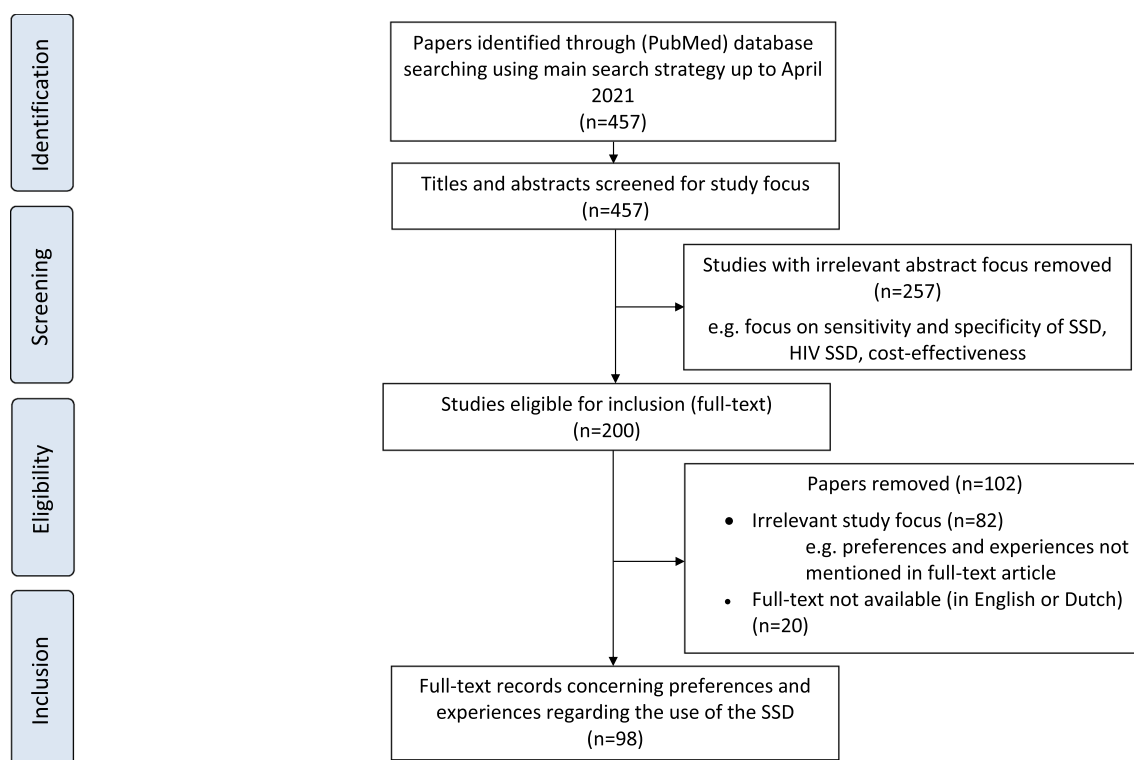 Identification
Papers identified through (PubMed) database
searching using main search strategy up to April
2021
(n=457)
Titles and abstracts screened for study focus
(n=457)
Screening
Studies with irrelevant abstract focus removed
(n=257)
e.g. focus on sensitivity and specificity of SSD,
HIV SSD, cost-effectiveness
Eligibility
Studies eligible for inclusion (full-text)
(n=200)
Papers removed (n=102)
• Irrelevant study focus (n=82)
e.g. preferences and experiences not
mentioned in full-text article
• Full-text not available (in English or Dutch)
(n=20)
Inclusion
Full-text records concerning preferences and
experiences regarding the use of the SSD
(n=98)